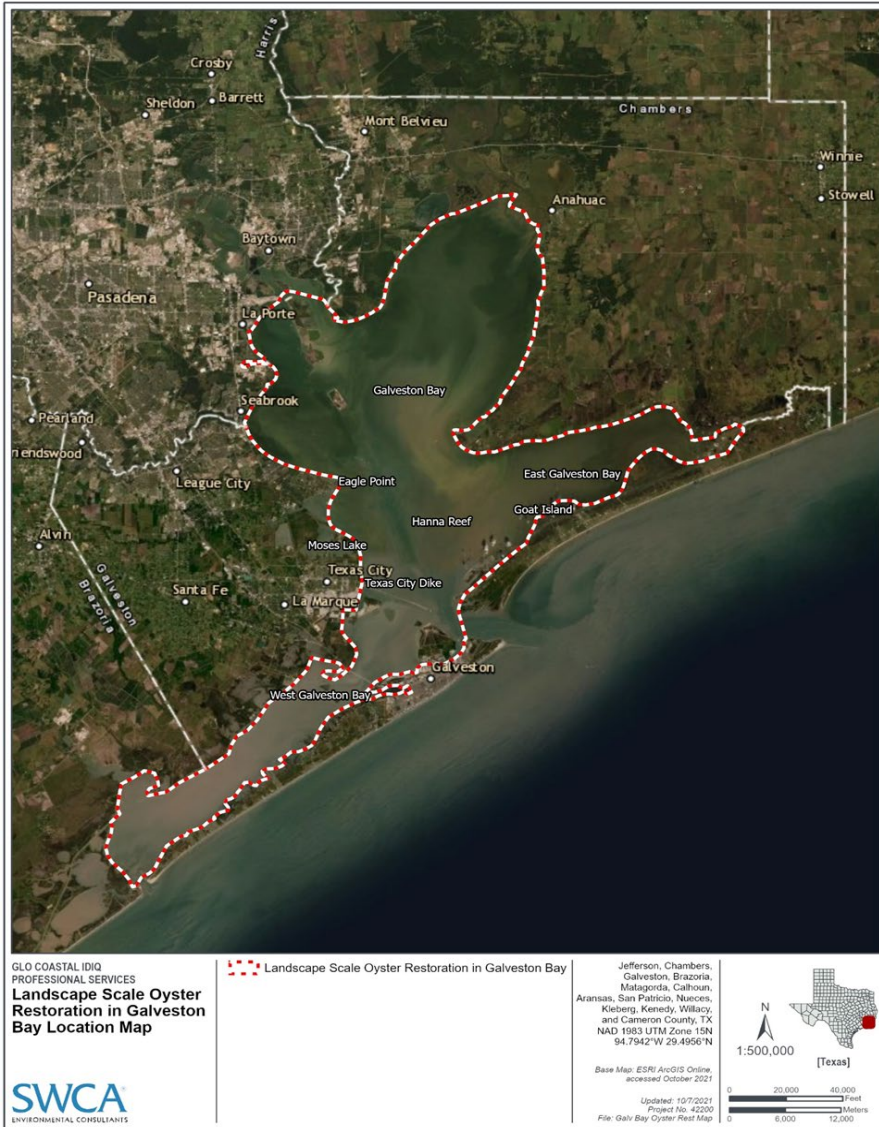 Harris
Crosby
Barrett
Sheldon
Mont Belvieu
Chambers
Winnie
Stowell
Anahuac
Baytown
Pasadena
La Porte
Galveston Bay
Seabrook
Pearland
riendswood
League City
East Galveston Bay
Eagle Point
Goat Island
Hanna Reef
Alvin
Moses Lake
Texas City
Texas City Dike
Galveston
Brazoria
Santa Fe
La Marque
Galveston
West Galveston Bay
GLO COASTAL IDIQ
PROFESSIONAL SERVICES
Landscape Scale Oyster
Restoration in Galveston
Bay Location Map
SWCA
ENVIRONMENTAL CONSULTANTS
Landscape Scale Oyster Restoration in Galveston Bay
Jefferson, Chambers,
Galveston, Brazoria,
Matagorda, Calhoun,
Aransas, San Patricio, Nueces,
Kleberg, Kenedy, Willacy,
and Cameron County, TX
NAD 1983 UTM Zone 15N
94.7942°W 29.4956°N
Base Map: ESRI ArcGIS Online,
accessed October 2021
Updated: 10/7/2021
Project No. 42200
File: Galv Bay Oyster Rest Map
N
1:500,000
[Texas]
0 20,000 40,000
Feet
Meters
0 6,000 12,000